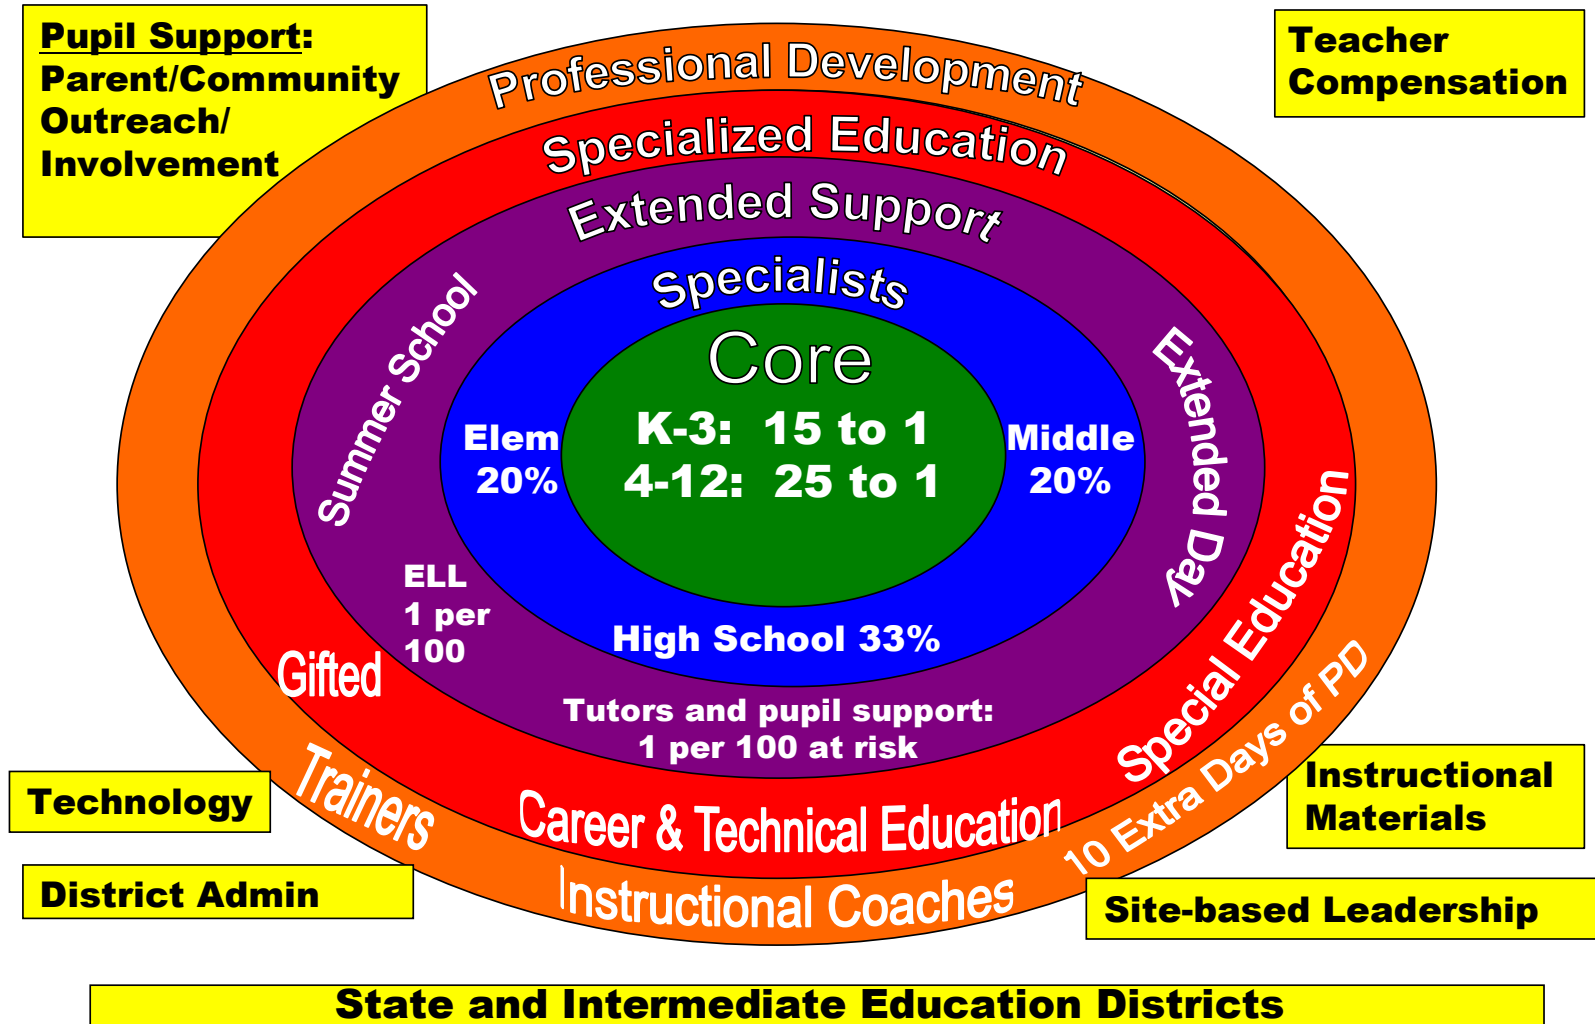 Pupil Support:
Parent/Community
Outreach/
Involvement
Teacher
Compensation
Professional Development
Specialized Education
Extended Support
Specialists
Core
K-3: 15 to 1
4-12: 25 to 1
Elem
20%
Middle
20%
High School 33%
Summer School
Extended Day
ELL
1 per
100
Tutors and pupil support:
1 per 100 at risk
Gifted
Career & Technical Education
Special Education
Trainers
Instructional Coaches
10 Extra Days of PD
Technology
District Admin
Instructional
Materials
Site-based Leadership
State and Intermediate Education Districts